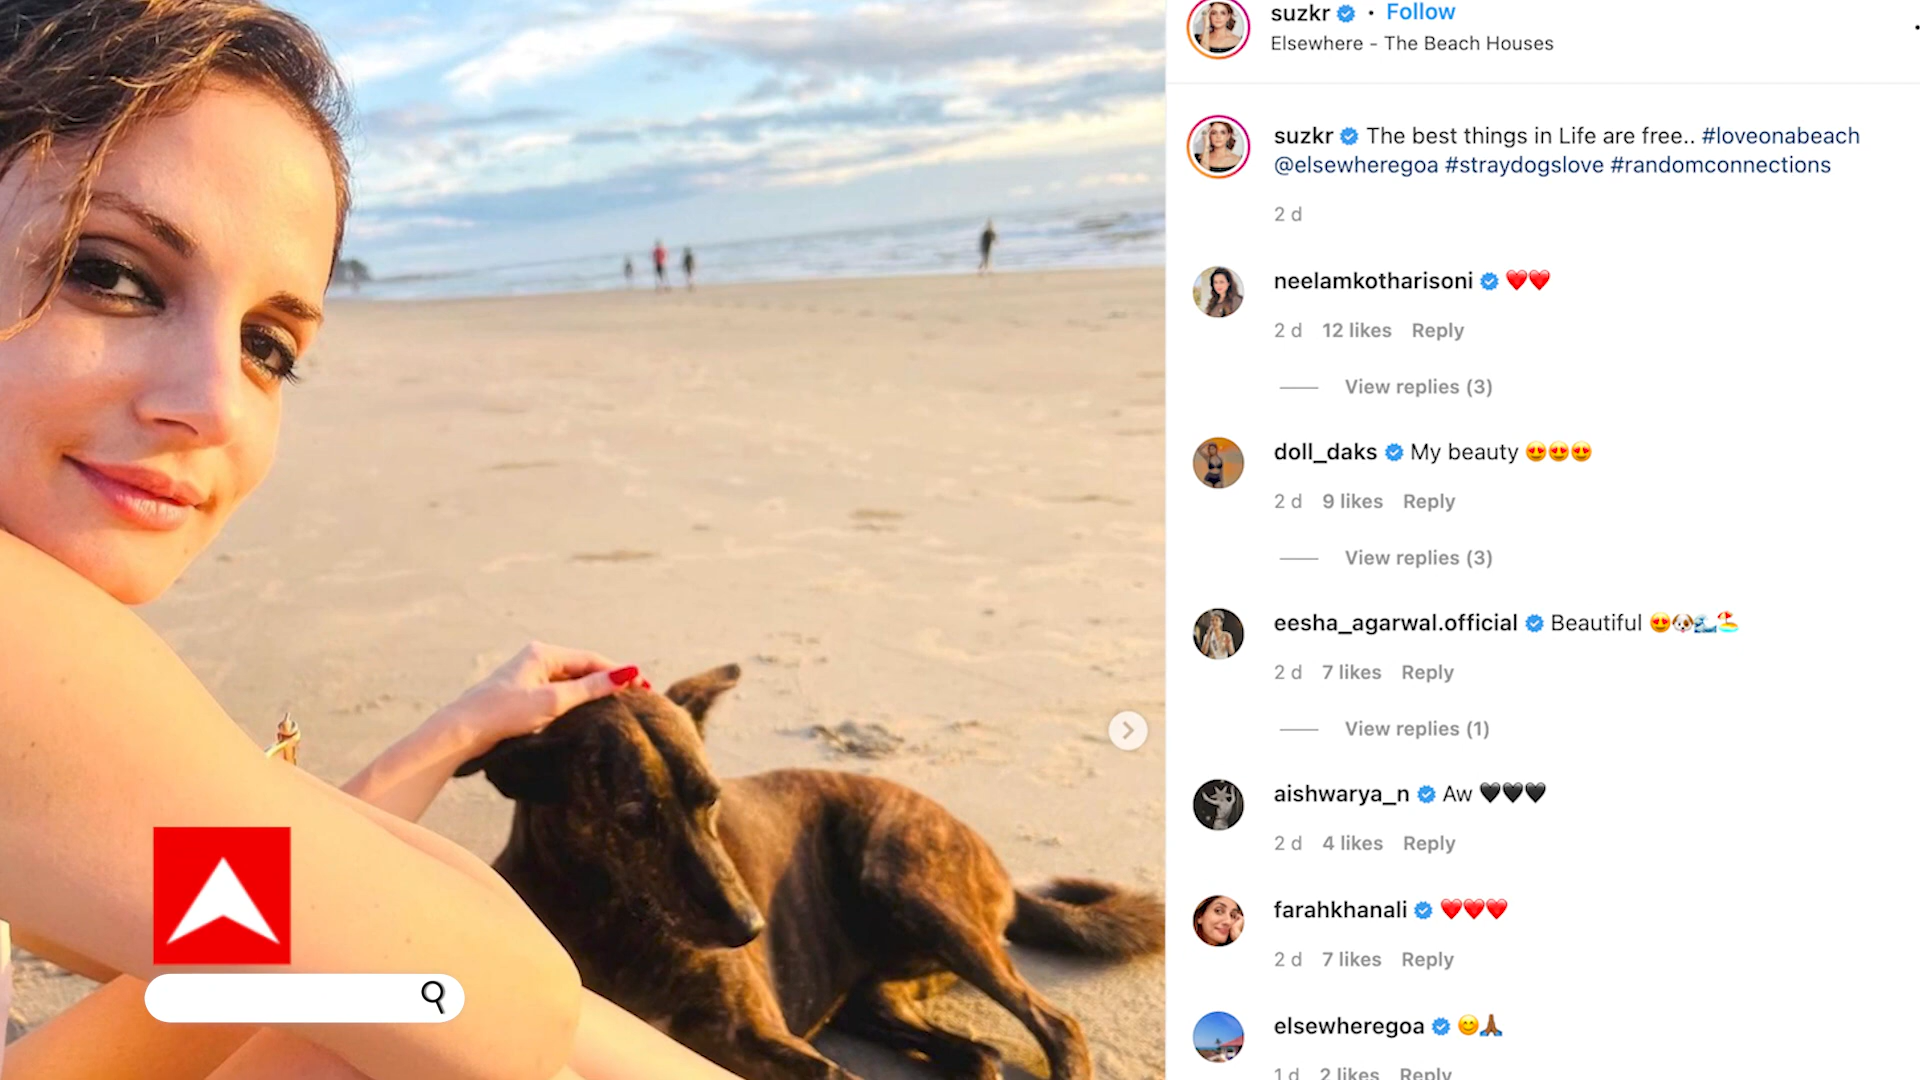 suzkr • Follow
Elsewhere - The Beach Houses
suzkr The best things in Life are free.. #loveonabeach
@elsewheregoa #straydogslove #randomconnections
2 d
neelamkotharisoni ❤️❤️
2 d 12 likes Reply
View replies (3)
doll_daks My beauty 😍😍😍
2 d 9 likes Reply
View replies (3)
eesha_agarwal.official Beautiful 😍🐶🌊🏖️
2 d 7 likes Reply
View replies (1)
aishwarya_n Aw 🖤🖤🖤
2 d 4 likes Reply
farahkhanali ❤️❤️❤️
2 d 7 likes Reply
elsewheregoa 😊🙏🏾
1 d 2 likes Reply